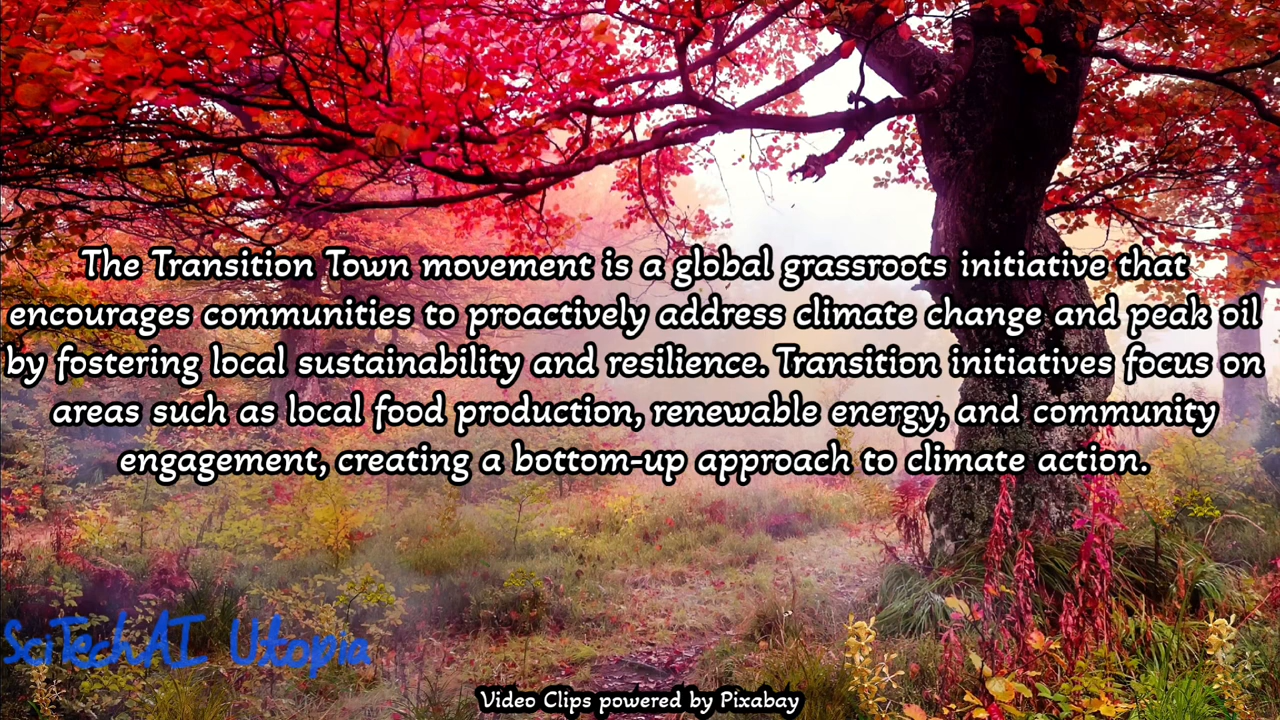 The Transition Town movement is a global grassroots initiative that
encourages communities to proactively address climate change and peak oil
by fostering local sustainability and resilience. Transition initiatives focus on
areas such as local food production, renewable energy, and community
engagement, creating a bottom-up approach to climate action.
SciTechAI Utopia
Video Clips powered by Pixabay